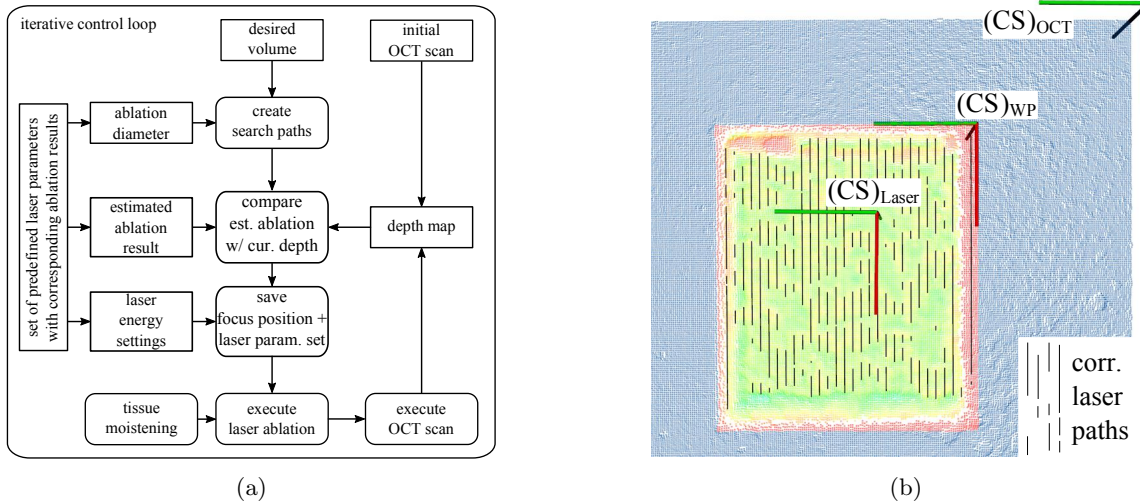 iterative control loop
desired
volume
initial
OCT scan
set of predefined laser parameters
with corresponding ablation results
ablation
diameter
create
search paths
estimated
ablation
result
compare
est. ablation
w/ cur. depth
depth map
laser
energy
settings
save
focus position +
laser param. set
tissue
moistening
execute
laser ablation
execute
OCT scan
(a)
(CS)OCT
(CS)WP
(CS)Laser
corr.
laser
paths
(b)